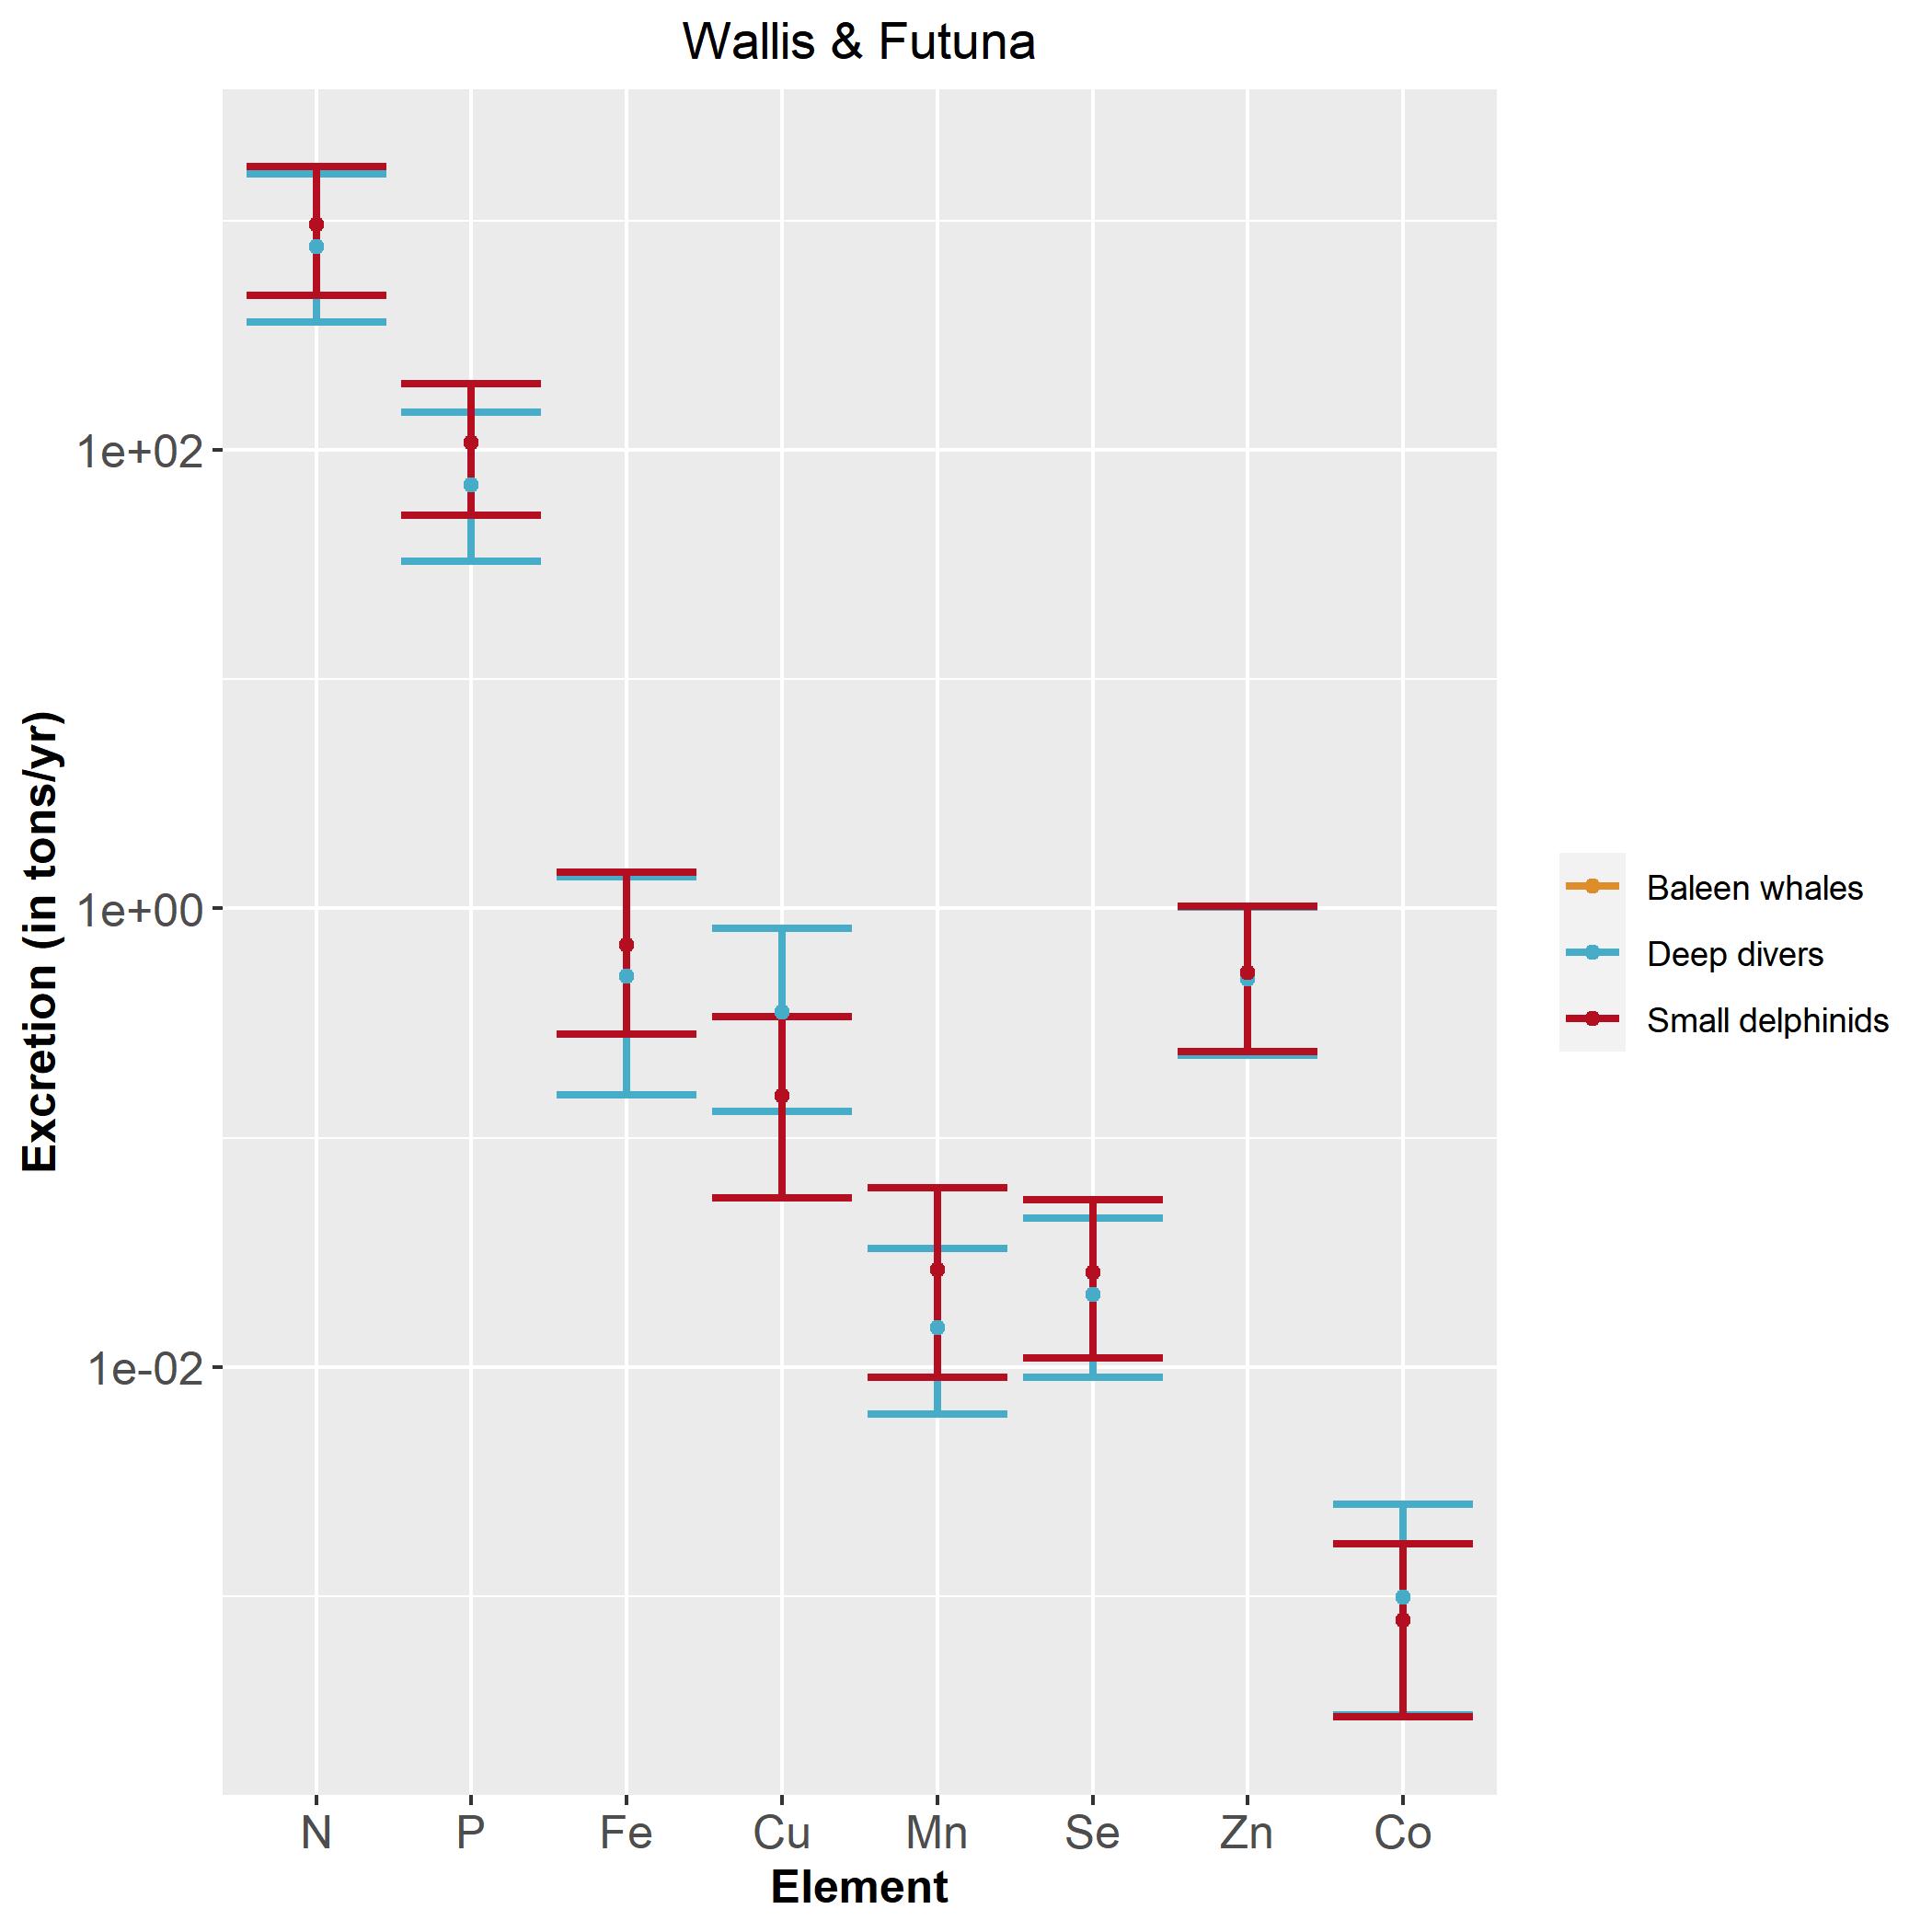 Wallis & Futuna
Excretion (in tons/yr)
1e+02
1e+00
1e-02
N P Fe Cu Mn Se Zn Co
Element
Baleen whales
Deep divers
Small delphinids